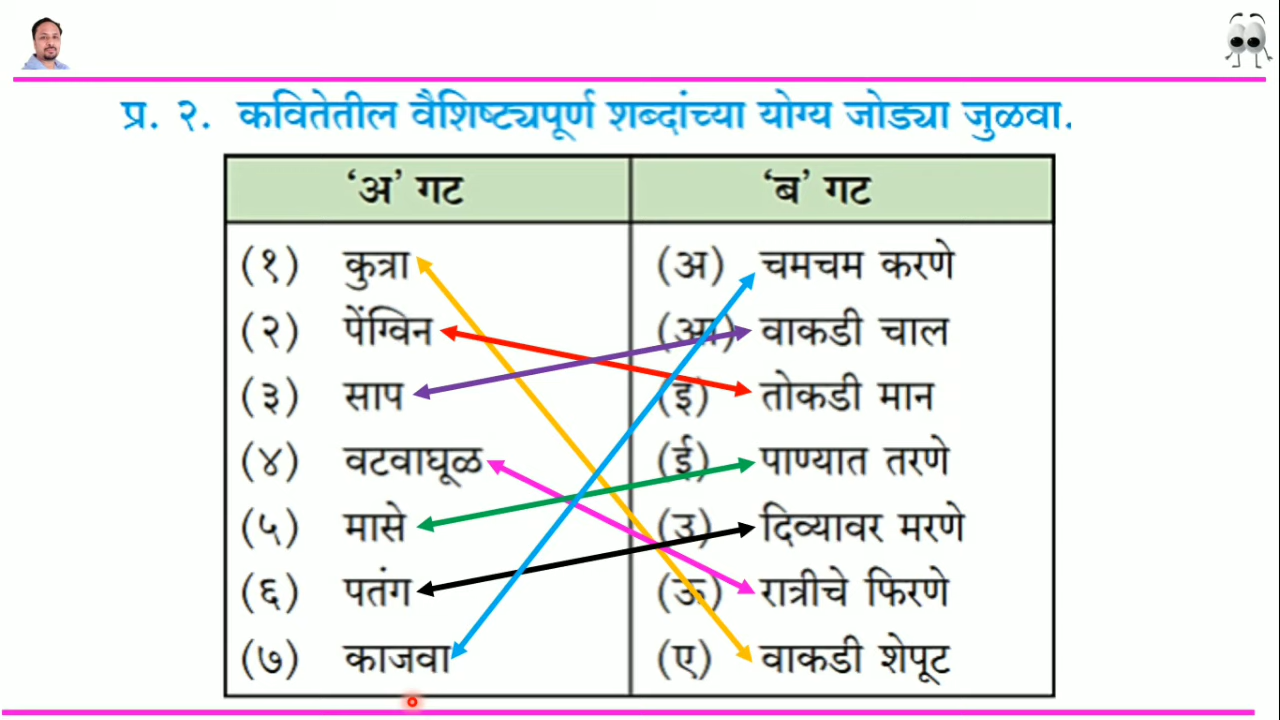 प्र. २. कवितेतील वैशिष्ट्यपूर्ण शब्दांच्या योग्य जोड्या जुळवा.
‘अ’ गट ‘ब’ गट
(१) कुत्रा (अ) चमचम करणे
(२) पेंग्विन (आ) वाकडी चाल
(३) साप (इ) तोकडी मान
(४) वटवाघूळ (ई) पाण्यात तरणे
(५) मासे (उ) दिव्यावर मरणे
(६) पतंग (ऊ) रात्रीचे फिरणे
(७) काजवा (ए) वाकडी शेपूट